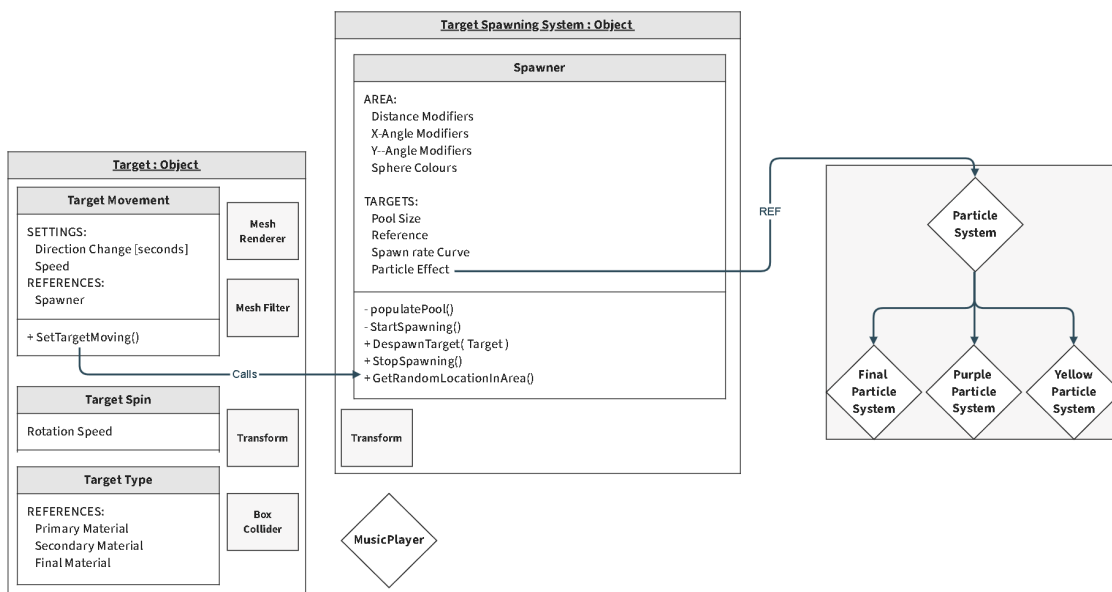 Target Spawning System : Object
Spawner
AREA:
Distance Modifiers
X-Angle Modifiers
Y--Angle Modifiers
Sphere Colours
TARGETS:
Pool Size
Reference
Spawn rate Curve
Particle Effect
- populatePool()
- StartSpawning()
+ DespawnTarget( Target )
+ StopSpawning()
+ GetRandomLocationInArea()
Transform
Target : Object
Target Movement
SETTINGS:
Direction Change [seconds]
Speed
REFERENCES:
Spawner
+ SetTargetMoving()
Calls
Target Spin
Rotation Speed
Target Type
REFERENCES:
Primary Material
Secondary Material
Final Material
Mesh
Renderer
Mesh Filter
Transform
Box
Collider
MusicPlayer
REF
Particle
System
Final
Particle
System
Purple
Particle
System
Yellow
Particle
System